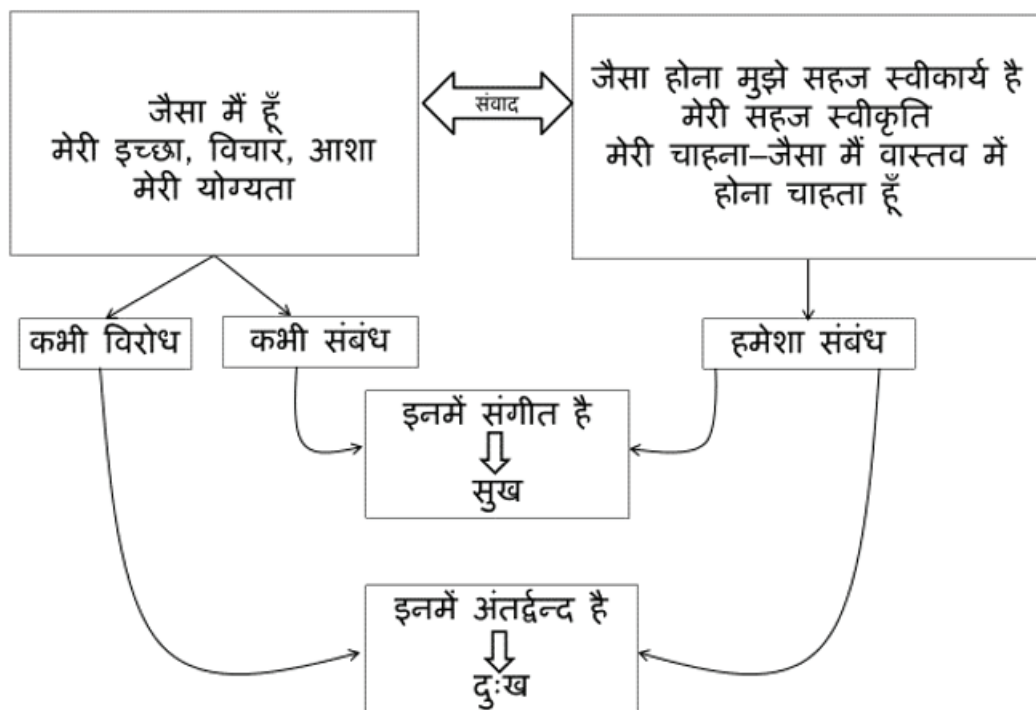 जैसा मैं हूँ
मेरी इच्छा, विचार, आशा
मेरी योग्यता
संवाद
जैसा होना मुझे सहज स्वीकार्य है
मेरी सहज स्वीकृति
मेरी चाहना–जैसा मैं वास्तव में
होना चाहता हूँ
कभी विरोध
कभी संबंध
हमेशा संबंध
इनमें संगीत है
सुख
इनमें अंतर्द्वन्द है
दुःख